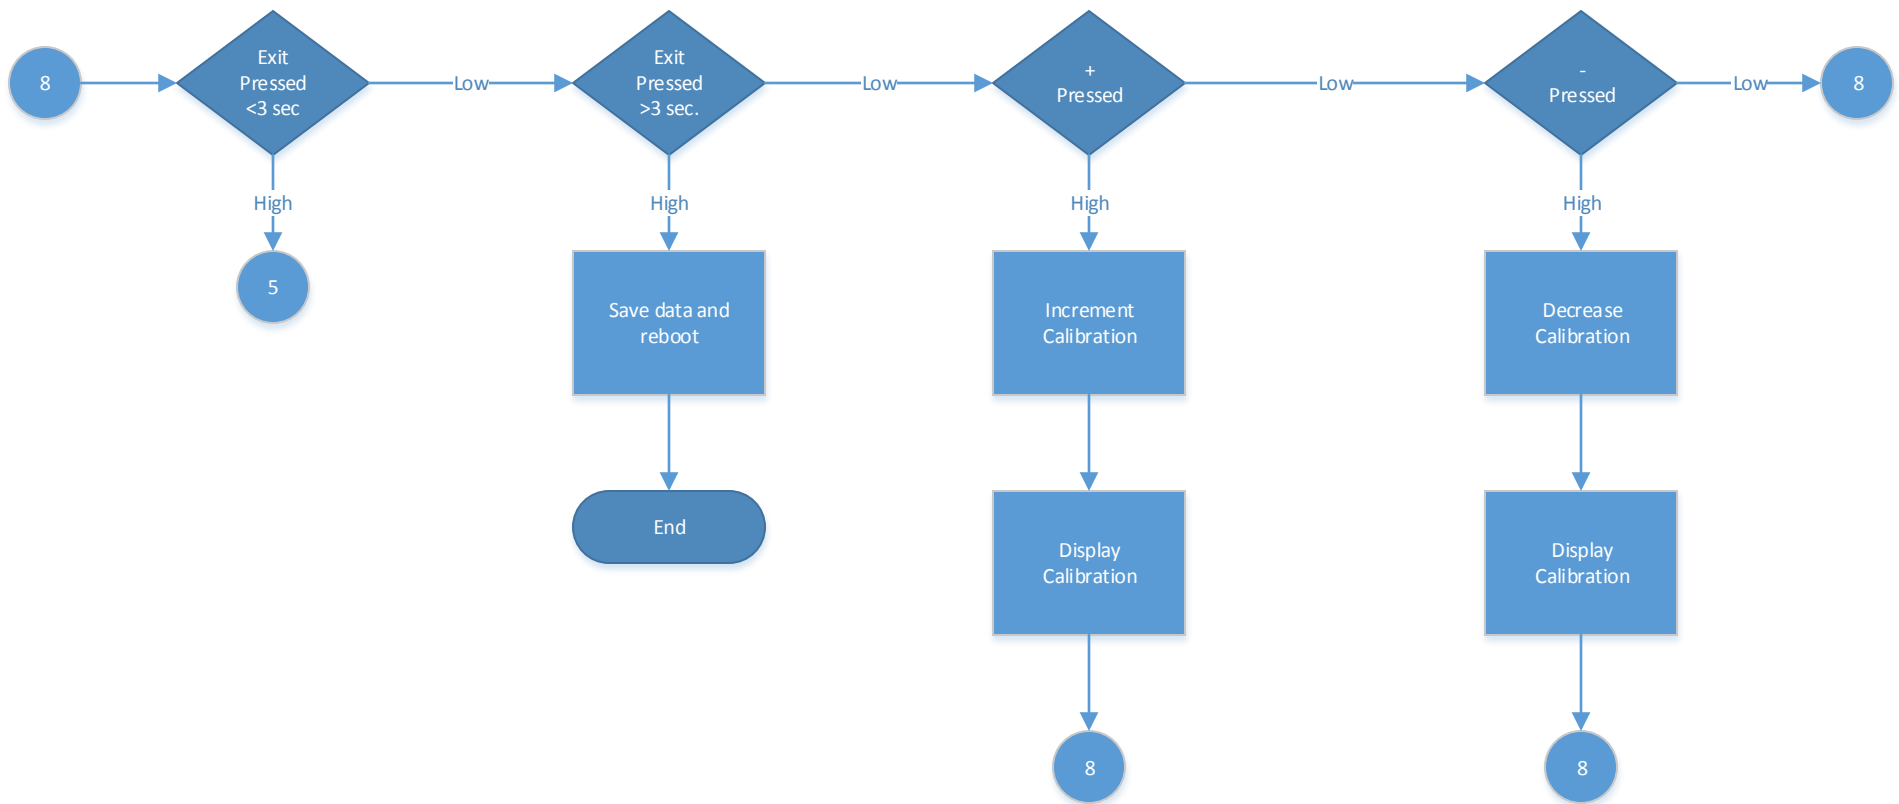 8
Exit
Pressed
<3 sec
Low
Exit
Pressed
>3 sec.
Low
+
Pressed
Low
-
Pressed
Low
8
High
High
High
High
5
Save data and
reboot
Increment
Calibration
Decrease
Calibration
End
Display
Calibration
Display
Calibration
8
8